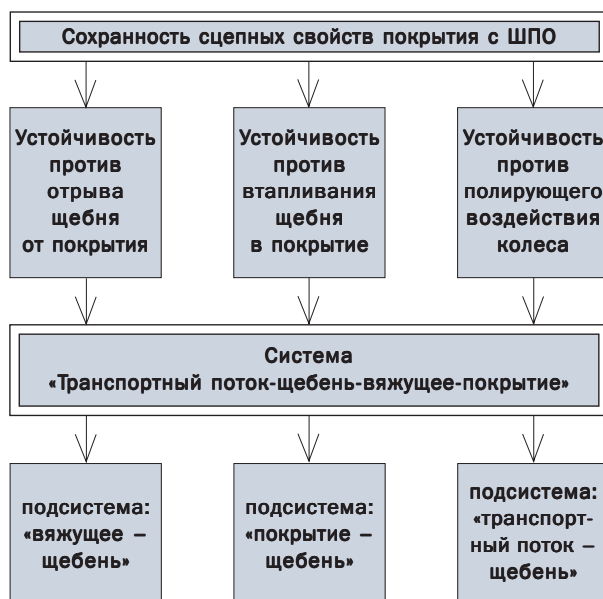 Сохранность сцепных свойств покрытия с ШПО
Устойчивость
против
отрыва
щебня
от покрытия
Устойчивость
против
втапливания
щебня
в покрытие
Устойчивость
против
полирующего
воздействия
колеса
Система
«Транспортный поток-щебень-вяжущее-покрытие»
подсистема:
«вяжущее –
щебень»
подсистема:
«покрытие –
щебень»
подсистема:
«транспорт-
ный поток –
щебень»